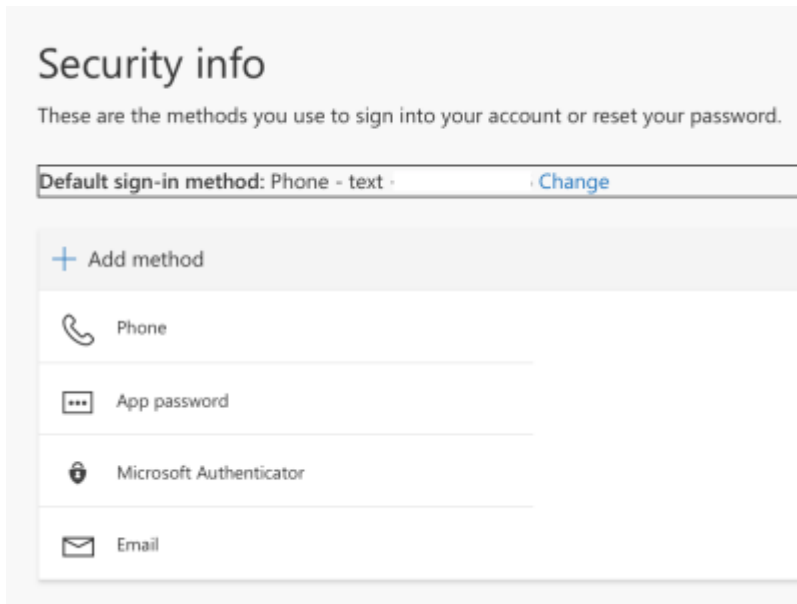 Security info
These are the methods you use to sign into your account or reset your password.
Default sign-in method: Phone - text - Change
+ Add method
Phone
App password
Microsoft Authenticator
Email